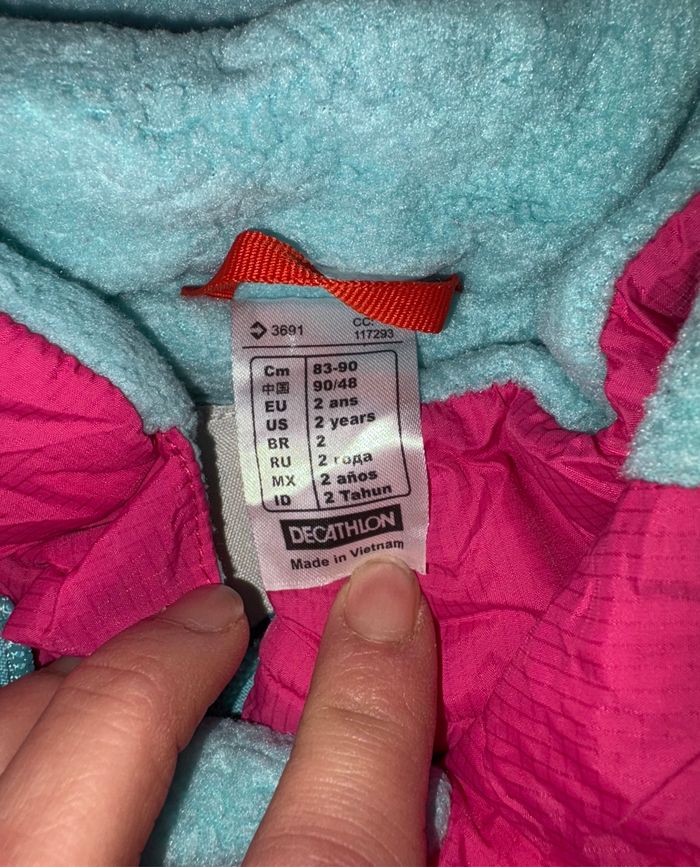 3691 CC: 117293
Cm 83-90
中国 90/48
EU 2 ans
US 2 years
BR 2
RU 2 года
MX 2 años
ID 2 Tahun
DECATHLON
Made in Vietnam